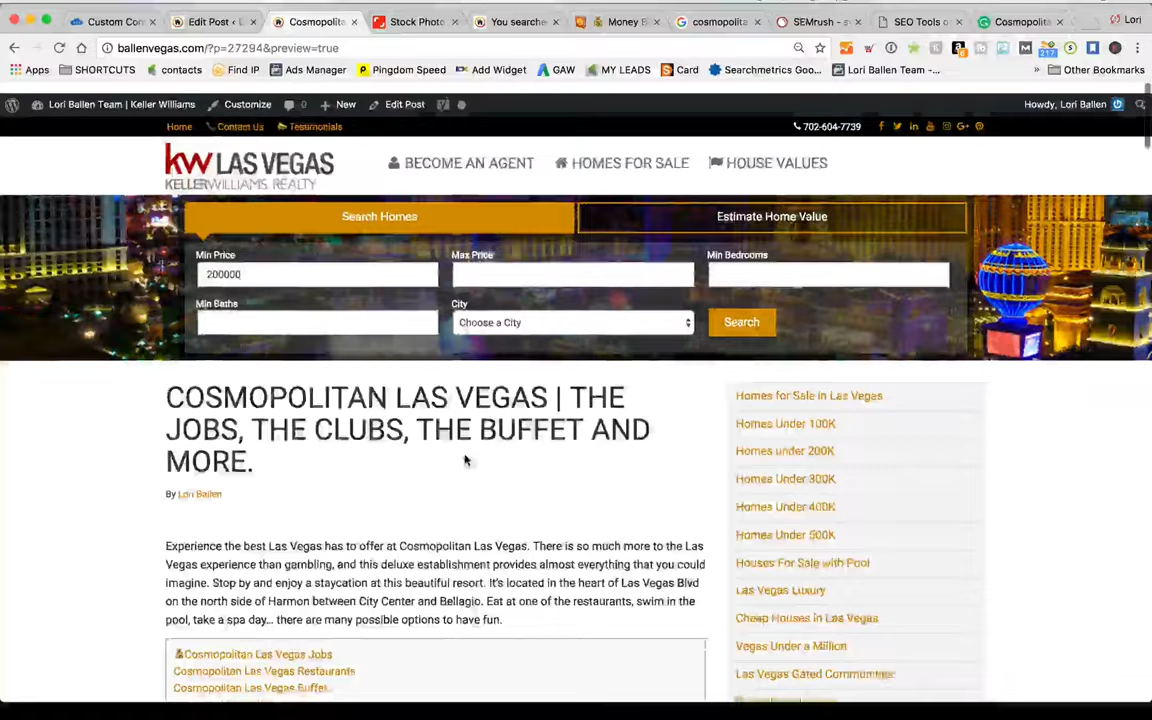 Custom Con
Edit Post ‹ L
Cosmopolita
Stock Photo
You searche
Money B
cosmopolita
SEMrush - s
SEO Tools o
Cosmopolita
Lori
ballenvegas.com/?p=27294&preview=true
217
Apps
SHORTCUTS
contacts
Find IP
Ads Manager
Pingdom Speed
Add Widget
GAW
MY LEADS
Card
Searchmetrics Goo...
Lori Ballen Team -...
»
Other Bookmarks
Lori Ballen Team | Keller Williams
Customize
0
New
Edit Post
Howdy, Lori Ballen
Home
Contact Us
Testimonials
702-604-7739
kw LAS VEGAS
KELLERWILLIAMS. REALTY
BECOME AN AGENT
HOMES FOR SALE
HOUSE VALUES
Search Homes
Estimate Home Value
Min Price
Max Price
Min Bedrooms
200000
Min Baths
City
Choose a City
Search
COSMOPOLITAN LAS VEGAS | THE
JOBS, THE CLUBS, THE BUFFET AND
MORE.
By Lori Ballen
Experience the best Las Vegas has to offer at Cosmopolitan Las Vegas. There is so much more to the Las
Vegas experience than gambling, and this deluxe establishment provides almost everything that you could
imagine. Stop by and enjoy a staycation at this beautiful resort. It's located in the heart of Las Vegas Blvd
on the north side of Harmon between City Center and Bellagio. Eat at one of the restaurants, swim in the
pool, take a spa day... there are many possible options to have fun.
Cosmopolitan Las Vegas Jobs
Cosmopolitan Las Vegas Restaurants
Cosmopolitan Las Vegas Buffet
Homes for Sale in Las Vegas
Homes Under 100K
Homes under 200K
Homes Under 300K
Homes Under 400K
Homes Under 500K
Houses For Sale with Pool
Las Vegas Luxury
Cheap Houses in Las Vegas
Vegas Under a Million
Las Vegas Gated Communities